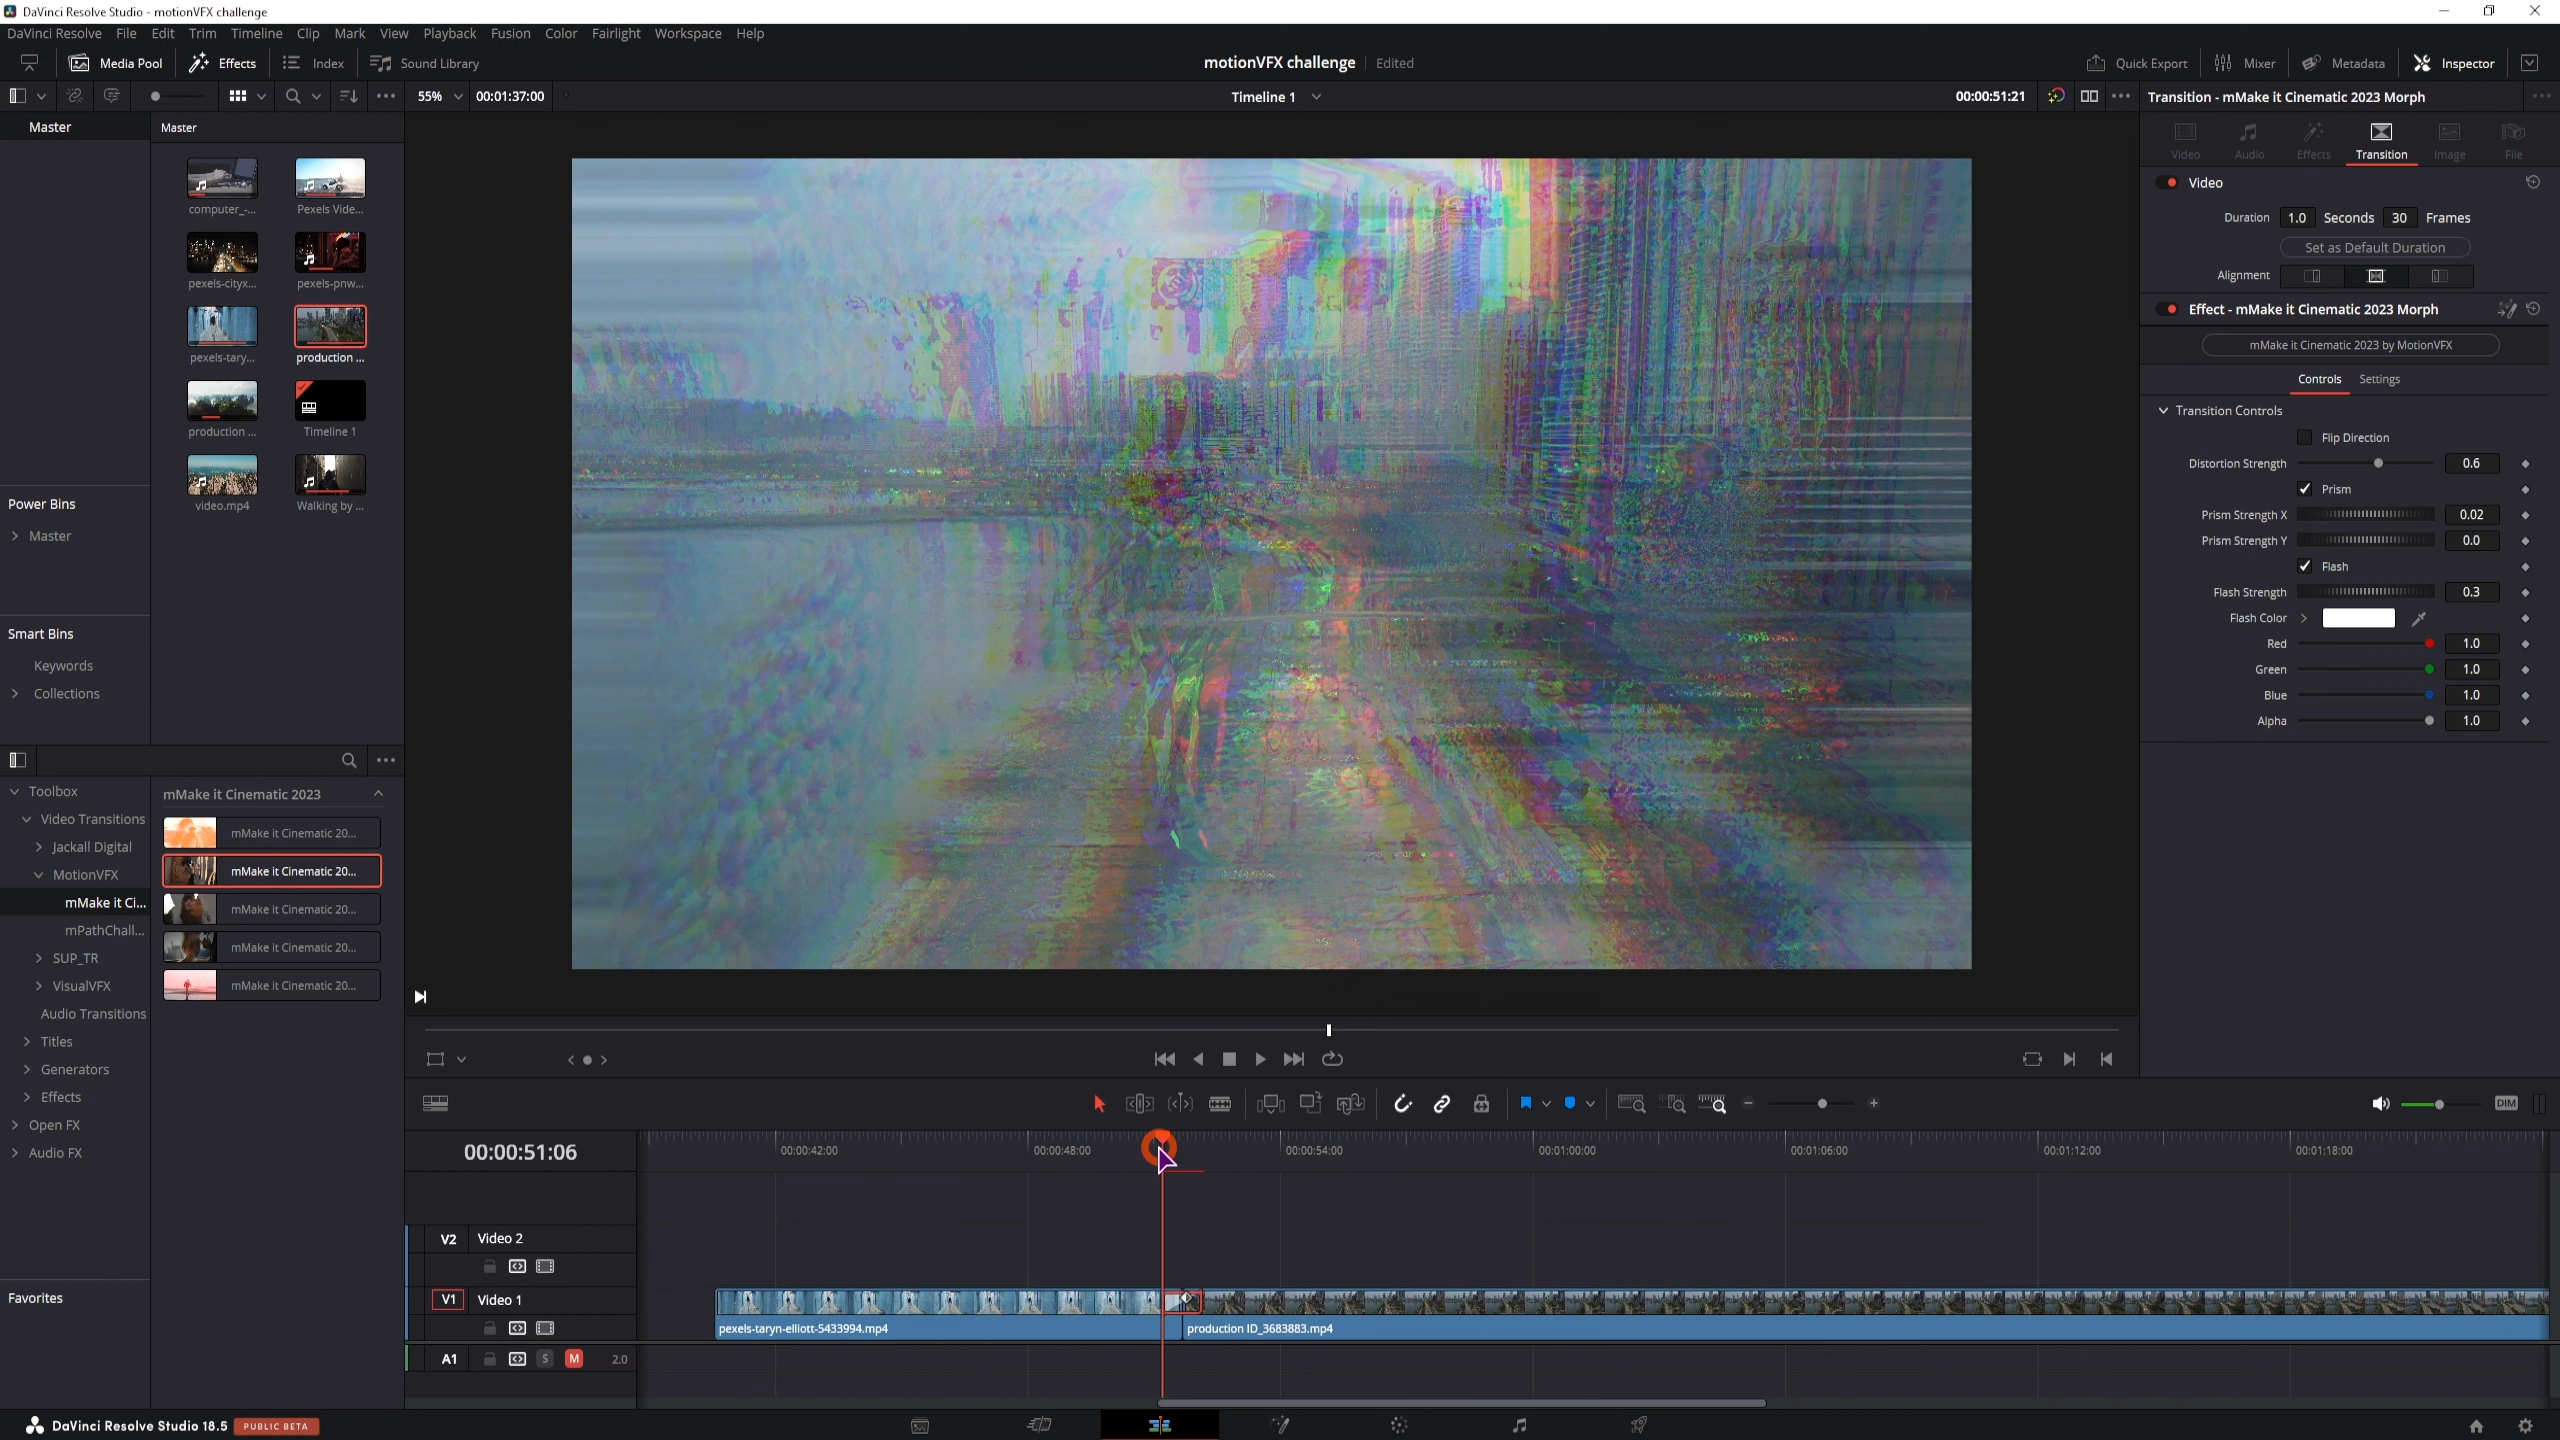 DaVinci Resolve Studio - motionVFX challenge
DaVinci Resolve File Edit Trim Timeline Clip Mark View Playback Fusion Color Fairlight Workspace Help
Media Pool Effects Index Sound Library motionVFX challenge Edited Quick Export Mixer Metadata Inspector
55% 00:01:37:00 Timeline 1 00:00:51:21 Transition - mMake it Cinematic 2023 Morph
Master Master
Video Audio Effects Transition Image File
computer_-... Pexels Vide...
pexels-cityx... pexels-pnw...
pexels-tary... production ...
production ... Timeline 1
video.mp4 Walking by ...
Power Bins
Master
Smart Bins
Keywords
Collections
Video
Duration 1.0 Seconds 30 Frames
Set as Default Duration
Alignment
Effect - mMake it Cinematic 2023 Morph
mMake it Cinematic 2023 by MotionVFX
Controls Settings
Transition Controls
Flip Direction
Distortion Strength 0.6
Prism
Prism Strength X 0.02
Prism Strength Y 0.0
Flash
Flash Strength 0.3
Flash Color
Red 1.0
Green 1.0
Blue 1.0
Alpha 1.0
Toolbox
Video Transitions
Jackall Digital
MotionVFX
mMake it Ci...
mPathChall...
SUP_TR
VisualVFX
Audio Transitions
Titles
Generators
Effects
Open FX
Audio FX
Favorites
mMake it Cinematic 2023
mMake it Cinematic 20...
mMake it Cinematic 20...
mMake it Cinematic 20...
mMake it Cinematic 20...
mMake it Cinematic 20...
DIM
00:00:51:06 00:00:42:00 00:00:48:00 00:00:54:00 00:01:00:00 00:01:06:00 00:01:12:00 00:01:18:00
V2 Video 2
V1 Video 1
pexels-taryn-elliott-5433994.mp4 production ID_3683883.mp4
A1 S M 2.0
DaVinci Resolve Studio 18.5 PUBLIC BETA